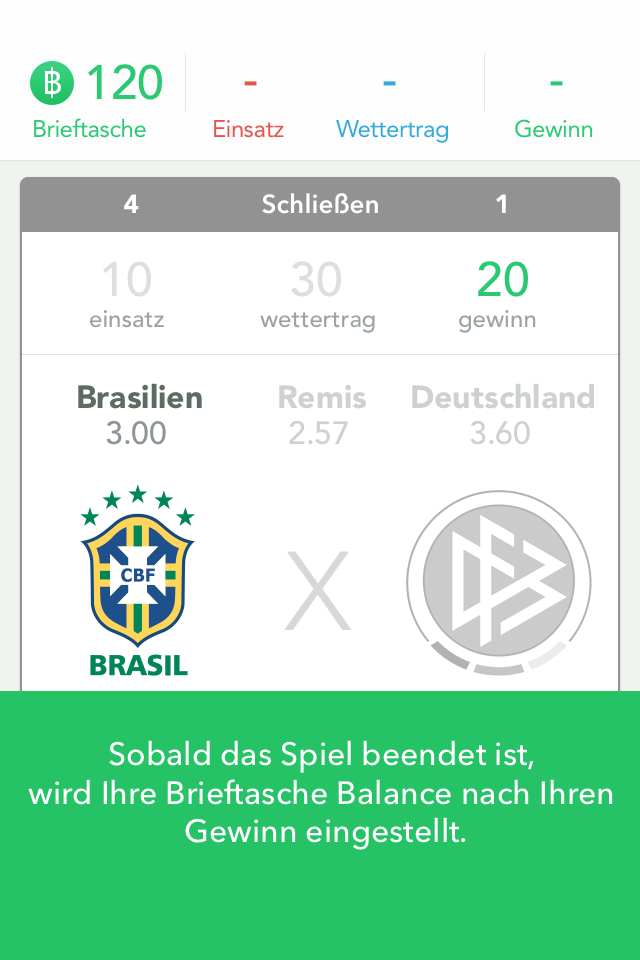 ฿ 120 - - -
Brieftasche Einsatz Wettertrag Gewinn
4 Schließen 1
10 30 20
einsatz wettertrag gewinn
Brasilien Remis Deutschland
3.00 2.57 3.60
CBF X DFB
BRASIL
Sobald das Spiel beendet ist,
wird Ihre Brieftasche Balance nach Ihren
Gewinn eingestellt.